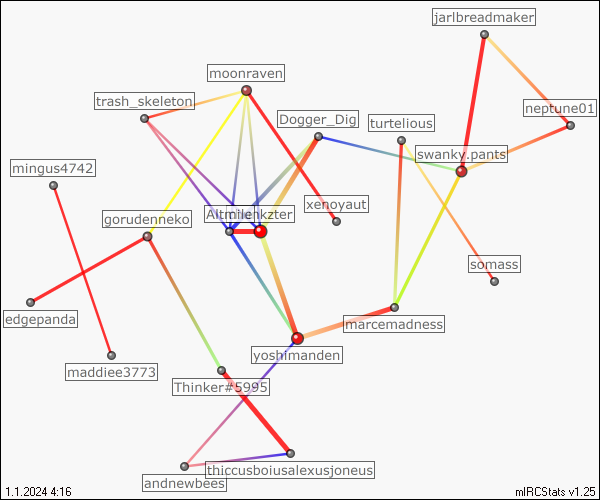 jarlbreadmaker
moonraven
trash_skeleton
neptune01
Dogger_Dig
turtelious
swanky.pants
mingus4742
xenoyaut
gorudenneko
somass
edgepanda
marcemadness
yoshimanden
maddiee3773
Thinker#5995
thiccusboiusalexusjoneus
andnewbees
1.1.2024 4:16
mIRCStats v1.25